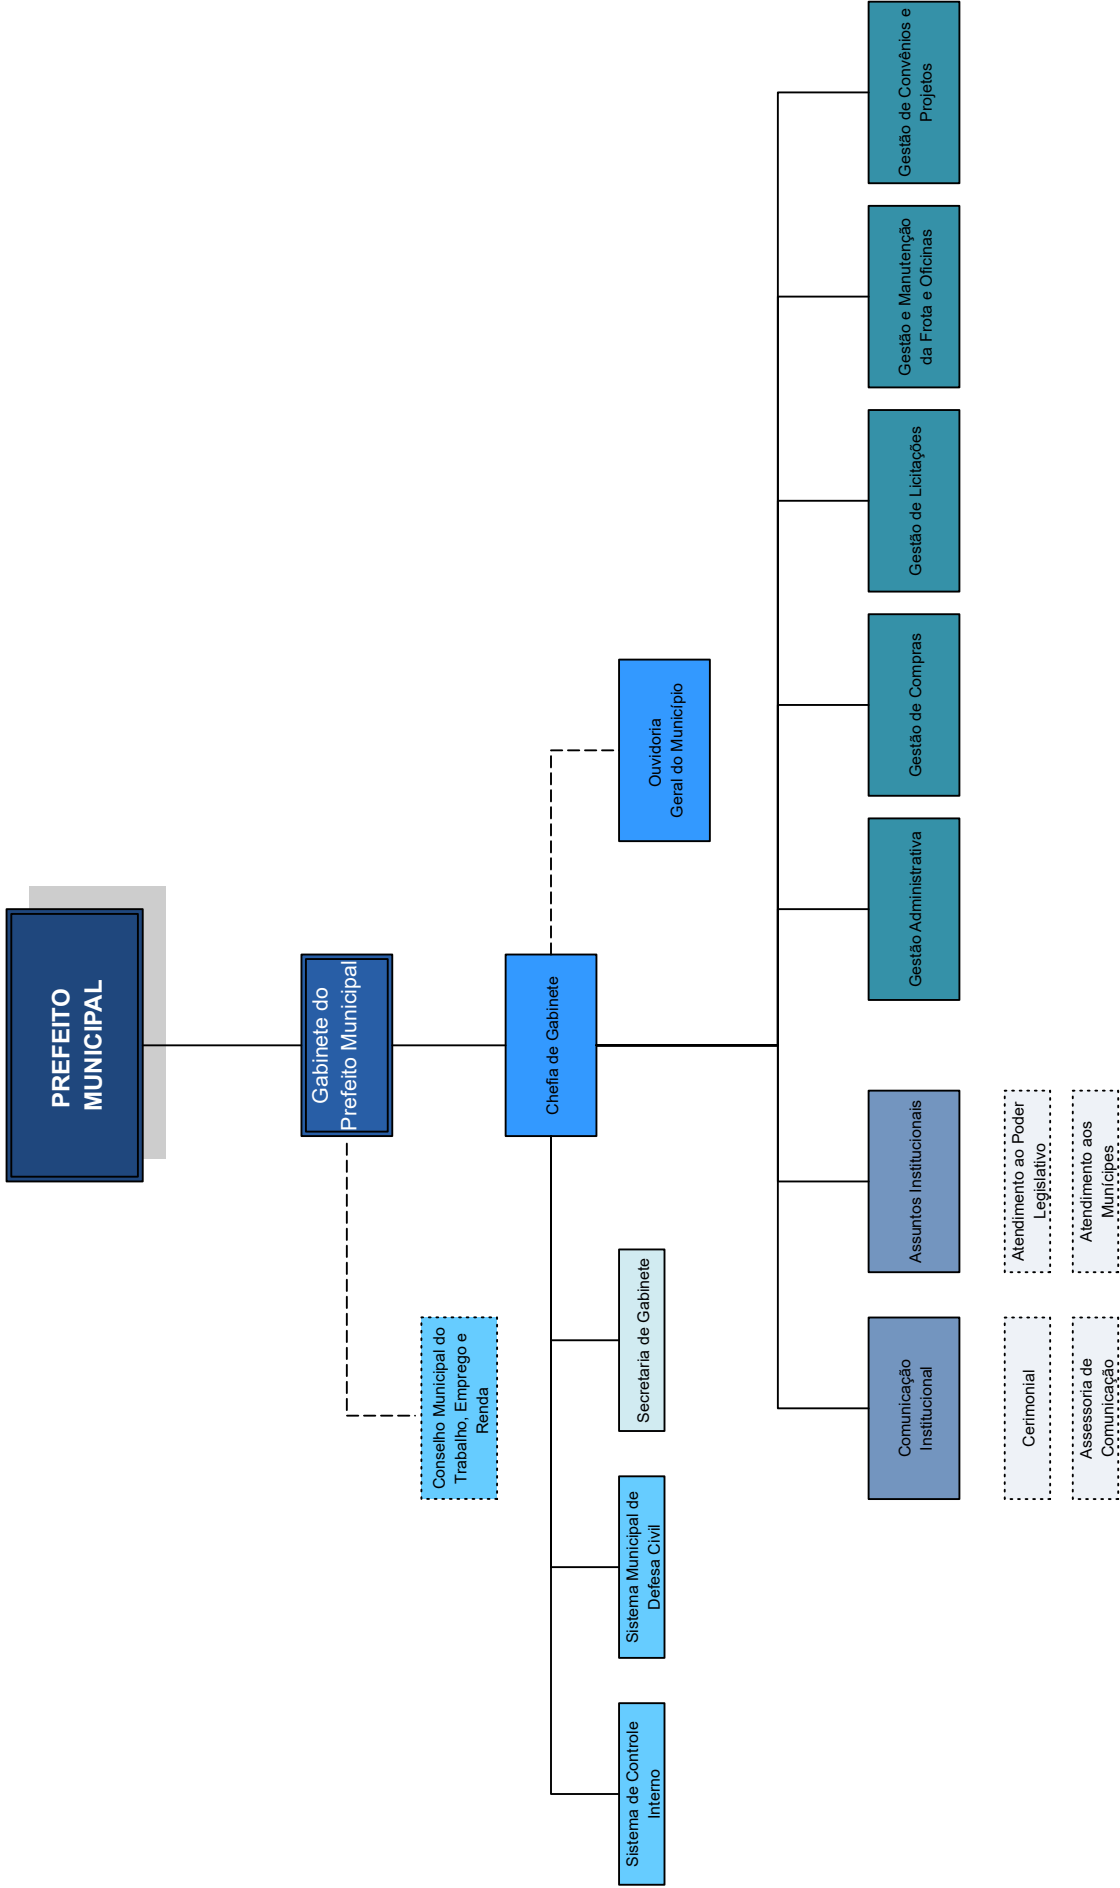 PREFEITO
MUNICIPAL
Gabinete do
Prefeito Municipal
Conselho Municipal do
Trabalho, Emprego e
Renda
Chefia de Gabinete
Sistema de Controle
Interno
Sistema Municipal de
Defesa Civil
Secretaria de Gabinete
Ouvidoria
Geral do Município
Comunicação
Institucional
Assuntos Institucionais
Gestão Administrativa
Gestão de Compras
Gestão de Licitações
Gestão e Manutenção
da Frota e Oficinas
Gestão de Convênios e
Projetos
Cerimonial
Atendimento ao Poder
Legislativo
Assessoria de
Comunicação
Atendimento aos
Munícipes